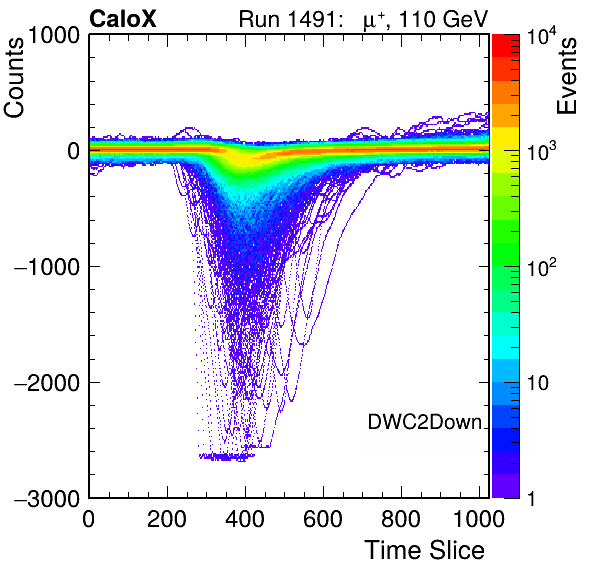 CaloX Run 1491: μ⁺, 110 GeV
Counts
Events
1000
0
−1000
−2000
−3000
0 200 400 600 800 1000
Time Slice
DWC2Down
10⁴
10³
10²
10
1